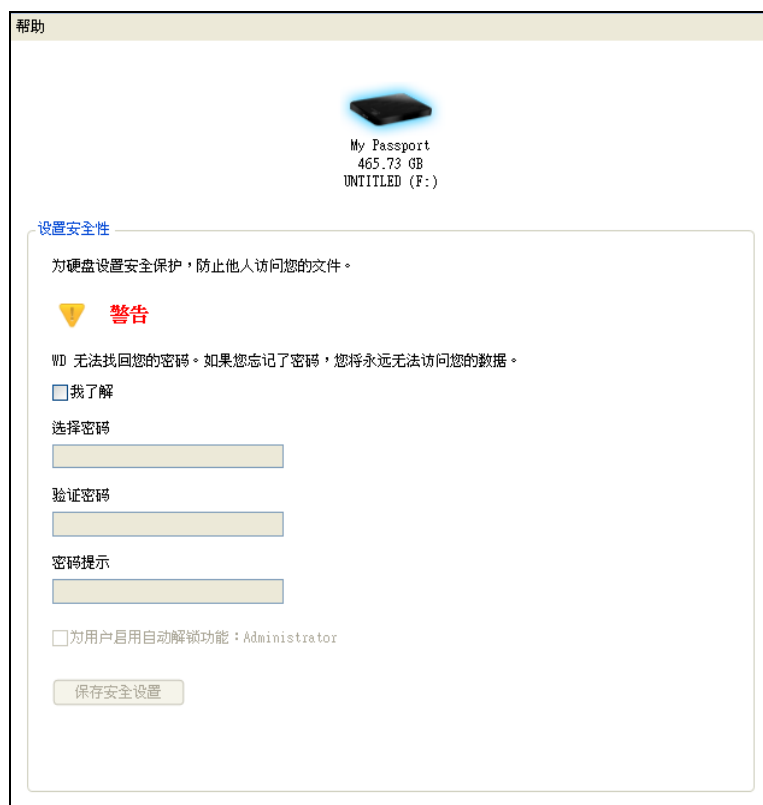 帮助
My Passport
465.73 GB
UNTITLED (F:)
设置安全性
为硬盘设置安全保护，防止他人访问您的文件。
警告
WD 无法找回您的密码。如果您忘记了密码，您将永远无法访问您的数据。
我了解
选择密码
验证密码
密码提示
为用户启用自动解锁功能：Administrator
保存安全设置